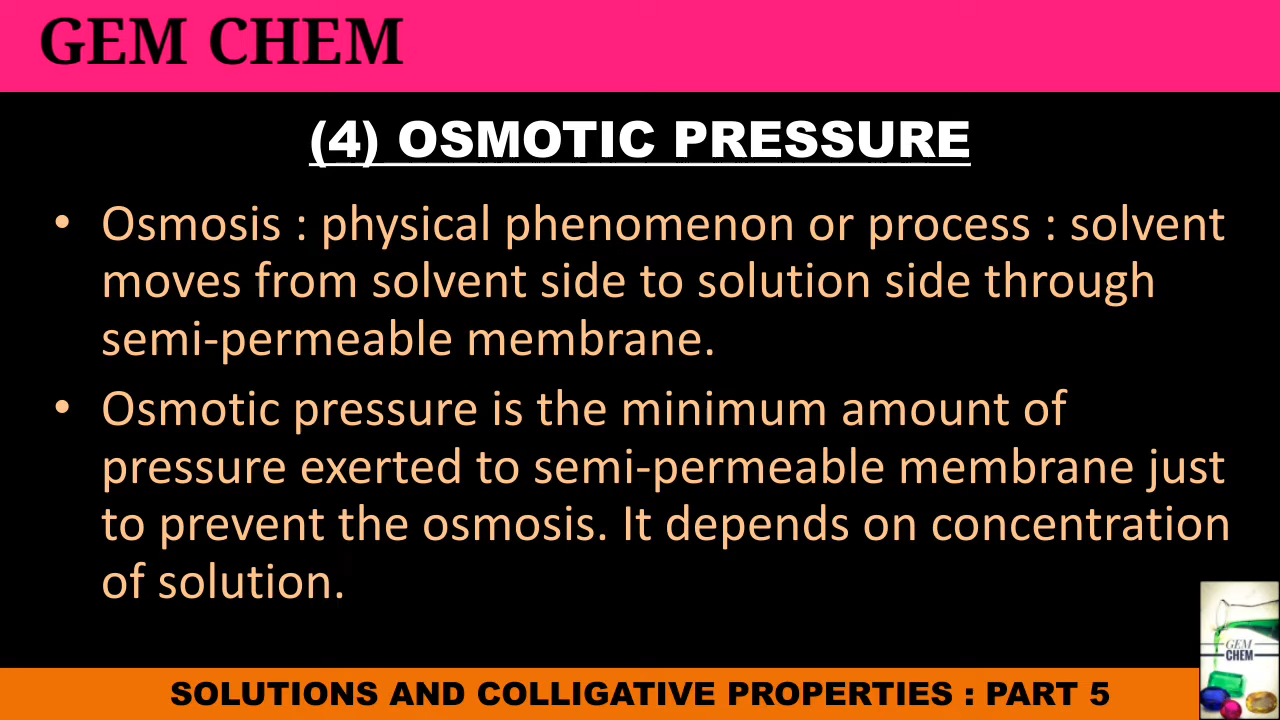 GEM CHEM
(4) OSMOTIC PRESSURE
• Osmosis : physical phenomenon or process : solvent
moves from solvent side to solution side through
semi-permeable membrane.
• Osmotic pressure is the minimum amount of
pressure exerted to semi-permeable membrane just
to prevent the osmosis. It depends on concentration
of solution.
GEM
CHEM
SOLUTIONS AND COLLIGATIVE PROPERTIES : PART 5